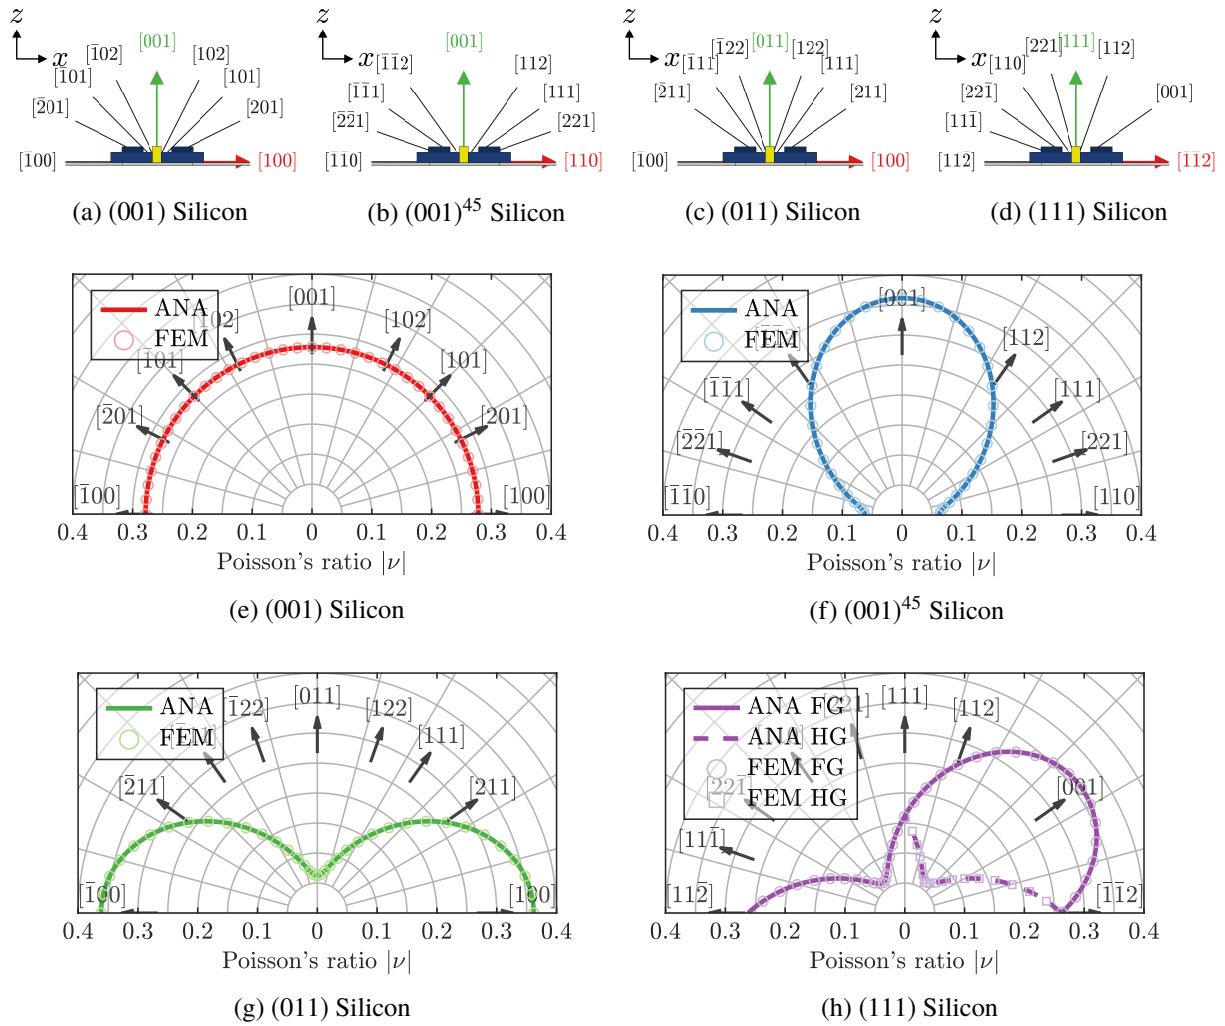 z
x
[001]
[1̄02]
[102]
[1̄01]
[101]
[2̄01]
[201]
[1̄00]
[100]
(a) (001) Silicon
z
x
[001]
[1̄1̄2]
[112]
[1̄1̄1]
[111]
[2̄2̄1]
[221]
[1̄1̄0]
[110]
(b) (001)⁴⁵ Silicon
z
x
[1̄22]
[011]
[122]
[1̄11]
[111]
[2̄11]
[211]
[1̄00]
[100]
(c) (011) Silicon
z
x
[221]
[111]
[112]
[110]
[221̄]
[001]
[111̄]
[112̄]
[1̄1̄2]
(d) (111) Silicon
ANA
FEM
[001]
[102]
[1̄01]
[101]
[2̄01]
[201]
[1̄00]
[100]
0.4 0.3 0.2 0.1 0 0.1 0.2 0.3 0.4
Poisson's ratio |ν|
(e) (001) Silicon
ANA
FEM
[001]
[112]
[1̄1̄1]
[111]
[2̄2̄1]
[221]
[1̄1̄0]
[110]
0.4 0.3 0.2 0.1 0 0.1 0.2 0.3 0.4
Poisson's ratio |ν|
(f) (001)⁴⁵ Silicon
ANA
FEM
[1̄22]
[011]
[122]
[111]
[2̄11]
[211]
[1̄00]
[100]
0.4 0.3 0.2 0.1 0 0.1 0.2 0.3 0.4
Poisson's ratio |ν|
(g) (011) Silicon
ANA FG
ANA HG
FEM FG
FEM HG
[111]
[112]
[001]
[111̄]
[112̄]
[1̄1̄2]
0.4 0.3 0.2 0.1 0 0.1 0.2 0.3 0.4
Poisson's ratio |ν|
(h) (111) Silicon